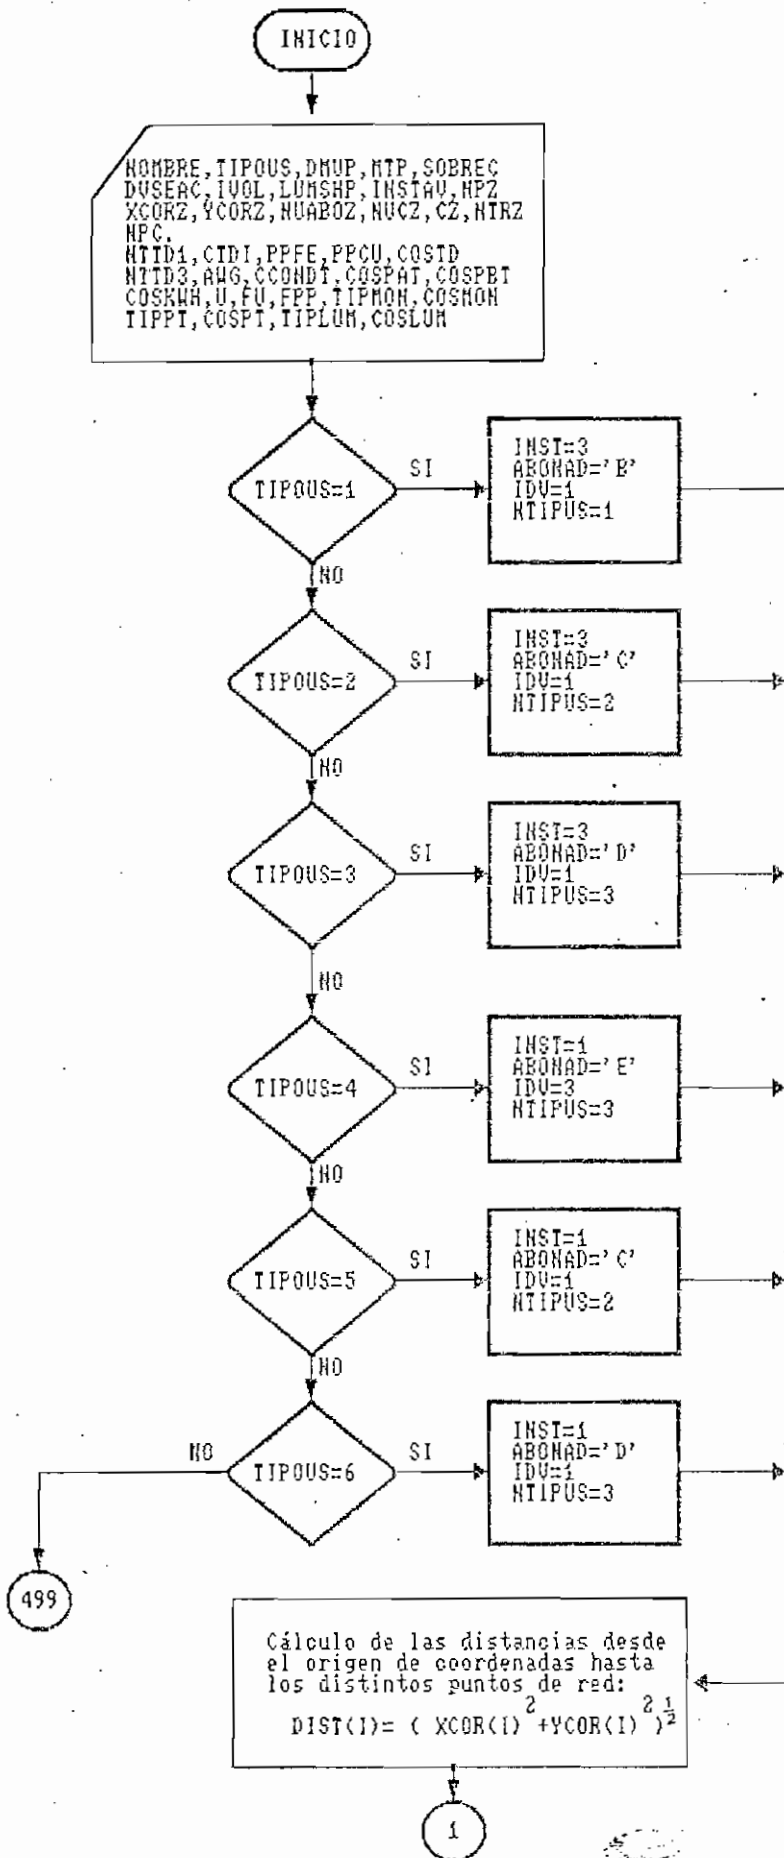 INICIO
NOMBRE,TIPOUS,DMUP,MTP,SOBREC
DVSEAC,IVOL,LUMSHP,INSTAV,NPZ
XCORZ,YCORZ,NUABOZ,NUCZ,CZ,NTRZ
NPC.
NTTD1,CTDI,PPFE,PPCU,COSTD
NTTD3,AWG,CCONDT,COSPAT,COSPBT
COSKWH,U,FU,FPP,TIPMON,COSMON
TIPPT,COSPT,TIPLUM,COSLUM
TIPOUS=1
SI
INST=3
ABONAD='B'
IDV=1
NTIPUS=1
NO
TIPOUS=2
SI
INST=3
ABONAD='C'
IDV=1
NTIPUS=2
NO
TIPOUS=3
SI
INST=3
ABONAD='D'
IDV=1
NTIPUS=3
NO
TIPOUS=4
SI
INST=1
ABONAD='E'
IDV=3
NTIPUS=3
NO
TIPOUS=5
SI
INST=1
ABONAD='C'
IDV=1
NTIPUS=2
NO
NO
TIPOUS=6
SI
INST=1
ABONAD='D'
IDV=1
NTIPUS=3
499
Cálculo de las distancias desde
el origen de coordenadas hasta
los distintos puntos de red:
DIST(I)= ( XCOR(I)²+YCOR(I)²)½
1